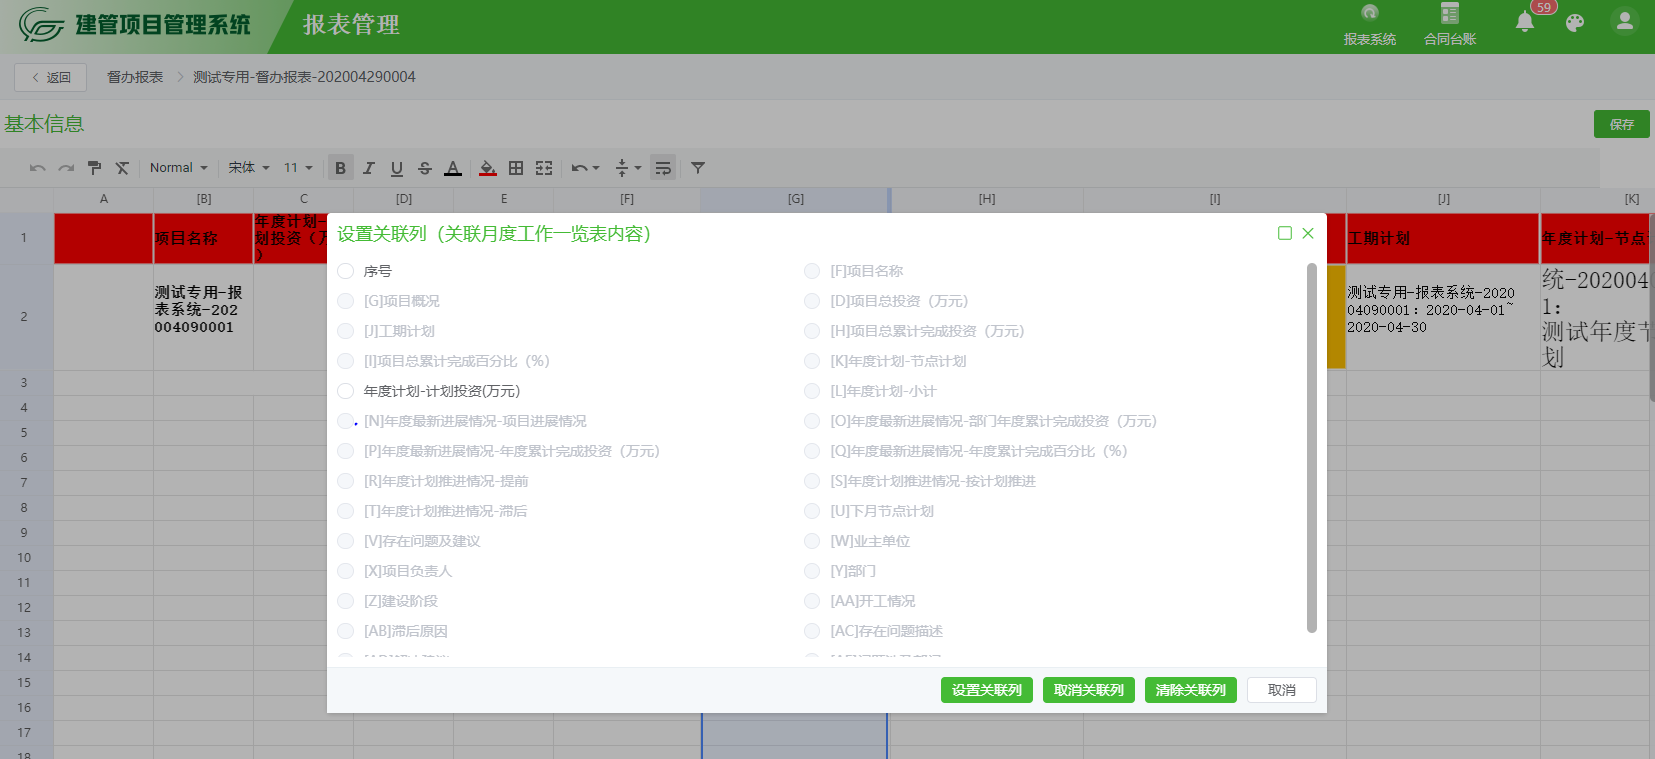 建管项目管理系统
报表管理
报表系统
合同台账
59
返回
督办报表
测试专用-督办报表-202004290004
基本信息
保存
Normal
宋体
11
B
I
U
S
A
A
[B]
C
[D]
E
[F]
[G]
[H]
[I]
[J]
[K]
1
项目名称
年度计划-
划投资（万
）
工期计划
年度计划-节点
2
测试专用-报
表系统-202
004090001
测试专用-报表系统-2020
04090001：2020-04-01~
2020-04-30
统-202004
1：
测试年度节
划
3
4
5
6
7
8
9
10
11
12
13
14
15
16
17
18
设置关联列（关联月度工作一览表内容）
序号
[F]项目名称
[G]项目概况
[D]项目总投资（万元）
[J]工期计划
[H]项目总累计完成投资（万元）
[I]项目总累计完成百分比（%）
[K]年度计划-节点计划
年度计划-计划投资(万元)
[L]年度计划-小计
[N]年度最新进展情况-项目进展情况
[O]年度最新进展情况-部门年度累计完成投资（万元）
[P]年度最新进展情况-年度累计完成投资（万元）
[Q]年度最新进展情况-年度累计完成百分比（%）
[R]年度计划推进情况-提前
[S]年度计划推进情况-按计划推进
[T]年度计划推进情况-滞后
[U]下月节点计划
[V]存在问题及建议
[W]业主单位
[X]项目负责人
[Y]部门
[Z]建设阶段
[AA]开工情况
[AB]滞后原因
[AC]存在问题描述
设置关联列
取消关联列
清除关联列
取消